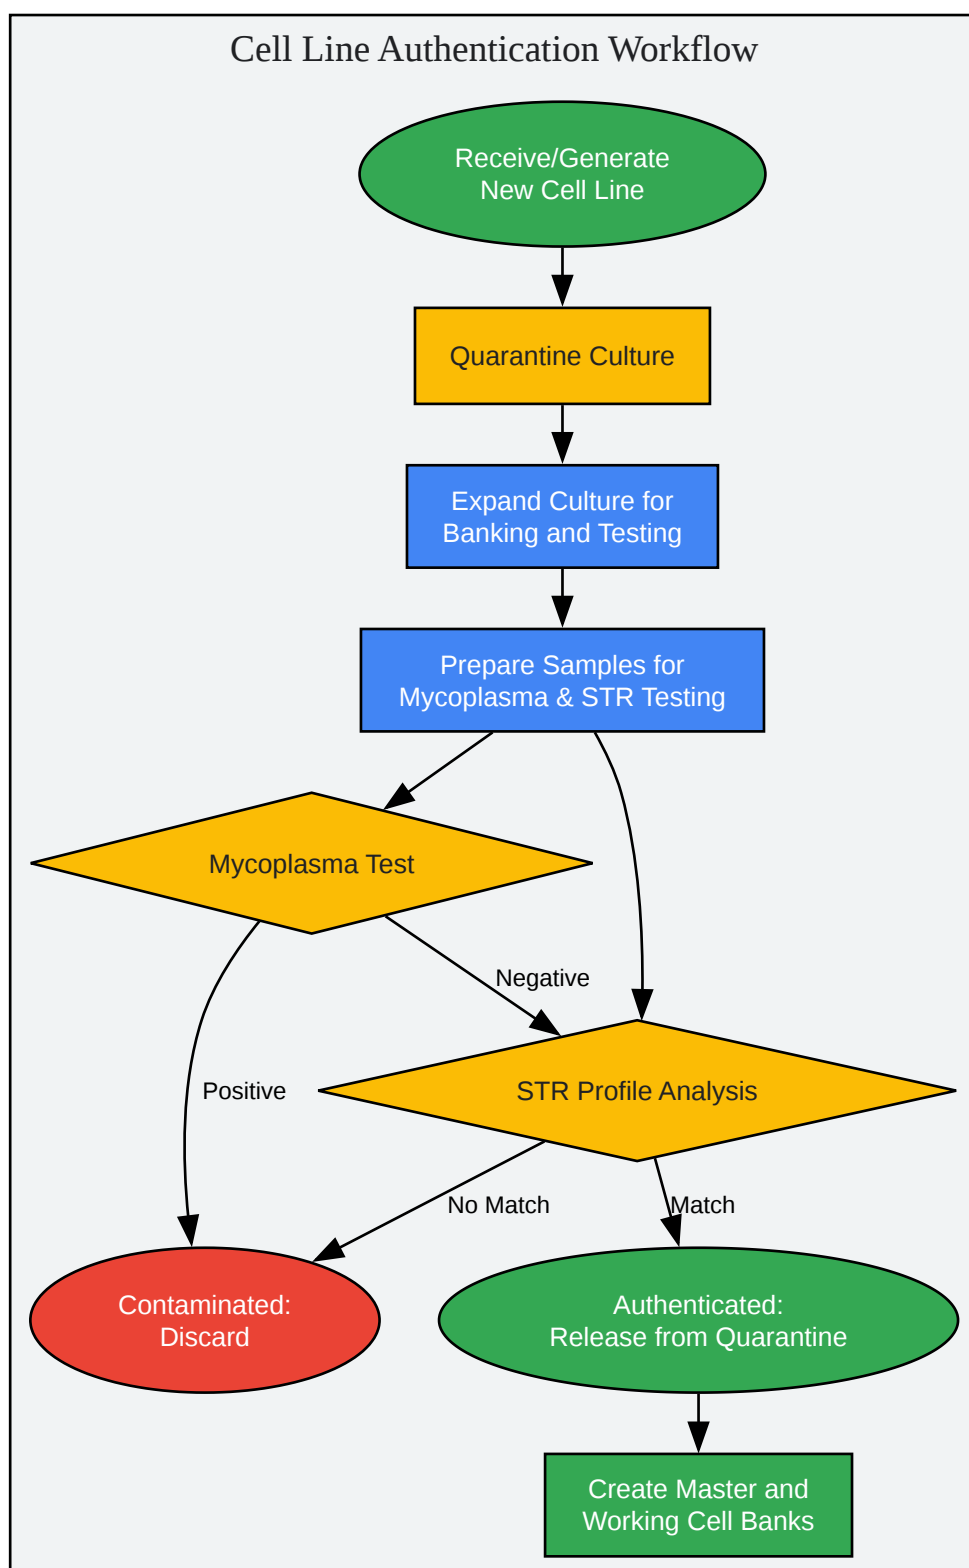 Cell Line Authentication Workflow
Receive/Generate
New Cell Line
Quarantine Culture
Expand Culture for
Banking and Testing
Prepare Samples for
Mycoplasma & STR Testing
Mycoplasma Test
Negative
Positive
STR Profile Analysis
No Match
Match
Contaminated:
Discard
Authenticated:
Release from Quarantine
Create Master and
Working Cell Banks